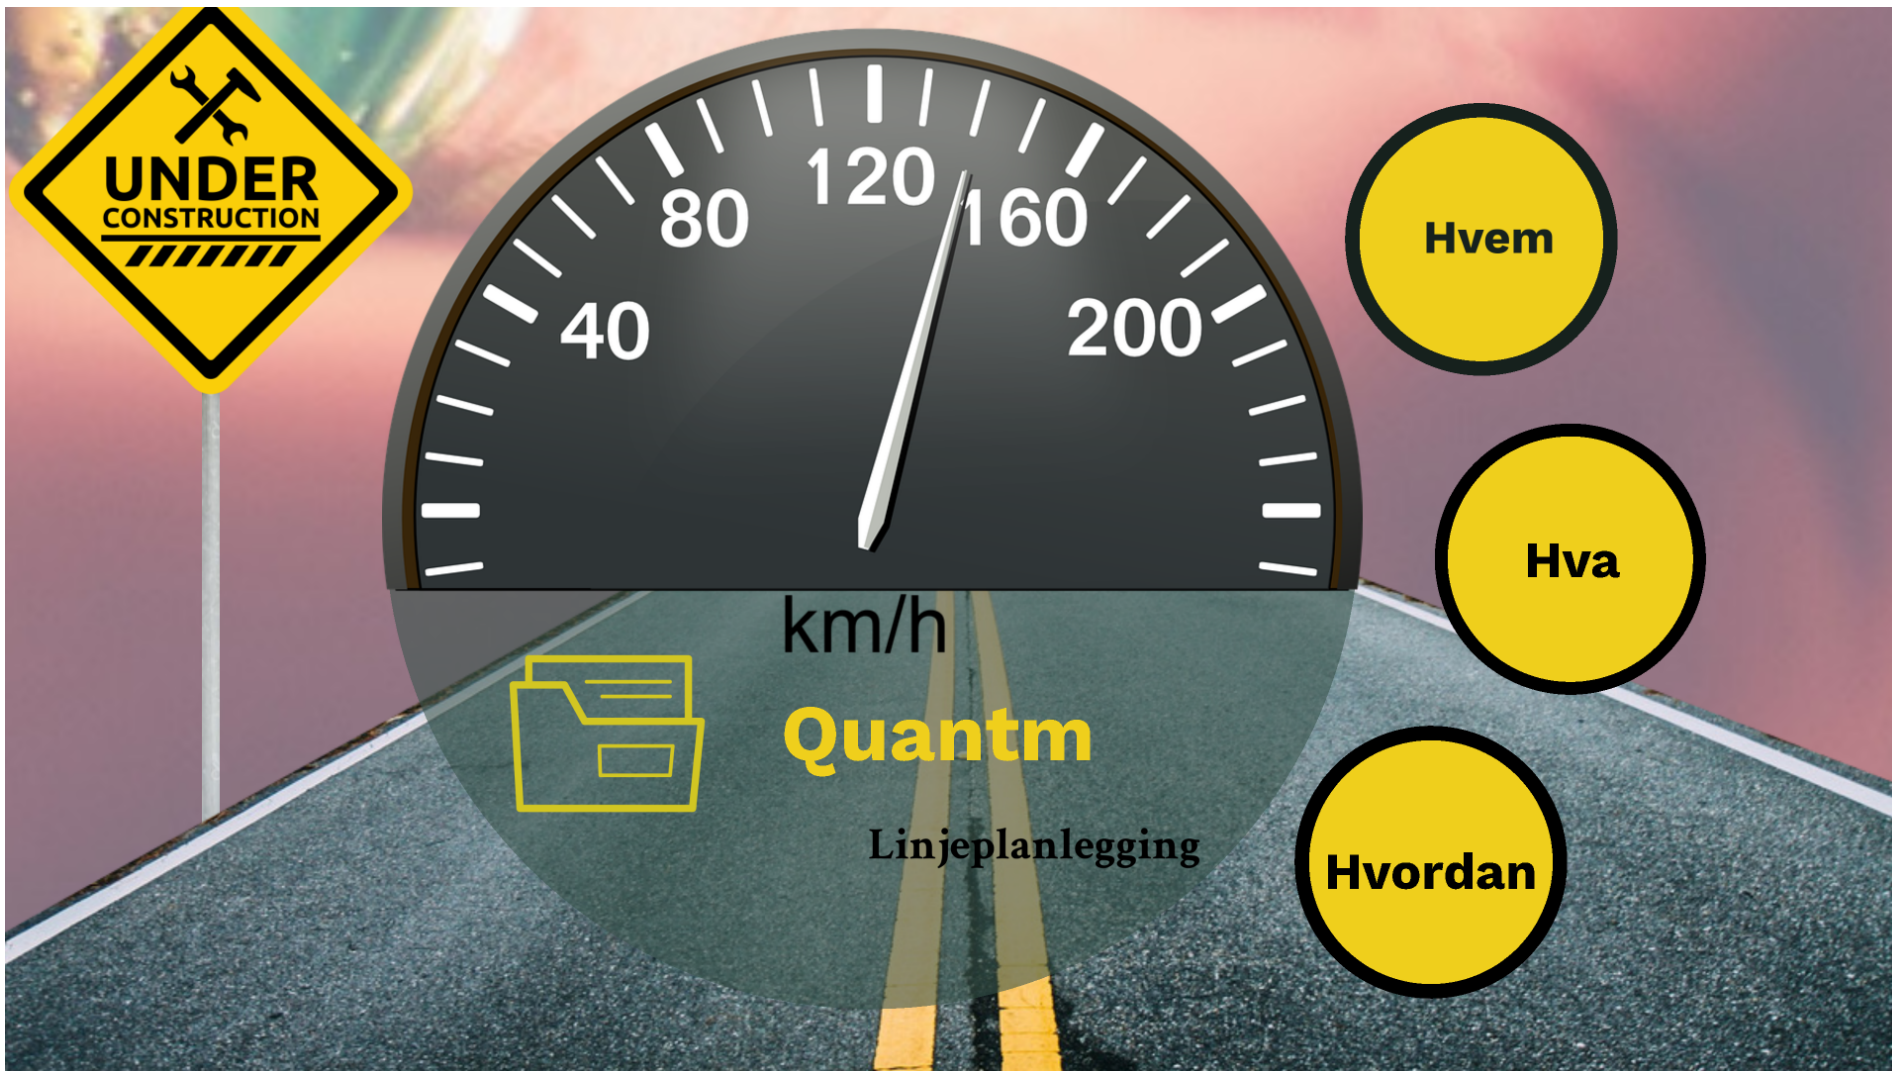 UNDER
CONSTRUCTION
40
80
120
160
200
km/h
Quantm
Linjeplanlegging
Hvem
Hva
Hvordan